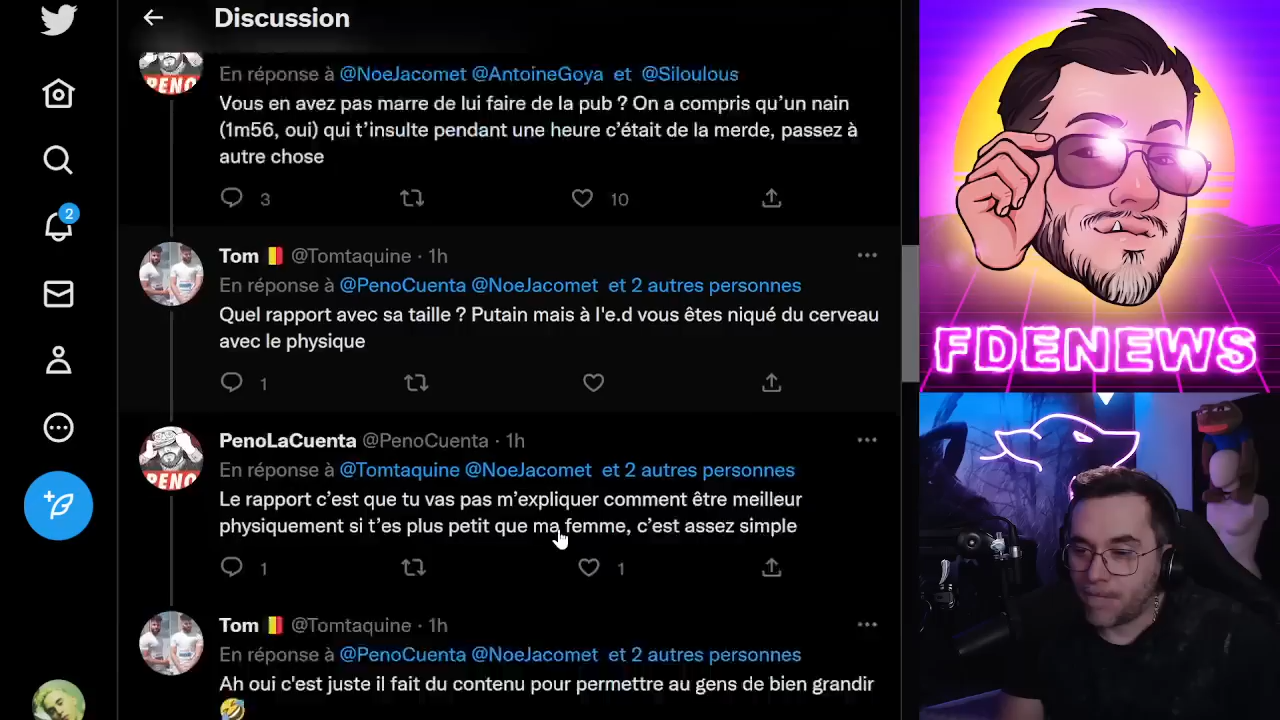 Discussion
PENO
En réponse à @NoeJacomet @AntoineGoya et @Siloulous
Vous en avez pas marre de lui faire de la pub ? On a compris qu'un nain
(1m56, oui) qui t'insulte pendant une heure c'était de la merde, passez à
autre chose
3
10
2
Tom @Tomtaquine · 1h
En réponse à @PenoCuenta @NoeJacomet et 2 autres personnes
Quel rapport avec sa taille ? Putain mais à l'e.d vous êtes niqué du cerveau
avec le physique
1
PenoLaCuenta @PenoCuenta · 1h
PENO
En réponse à @Tomtaquine @NoeJacomet et 2 autres personnes
Le rapport c'est que tu vas pas m'expliquer comment être meilleur
physiquement si t'es plus petit que ma femme, c'est assez simple
1
1
Tom @Tomtaquine · 1h
En réponse à @PenoCuenta @NoeJacomet et 2 autres personnes
Ah oui c'est juste il fait du contenu pour permettre au gens de bien grandir
🤣
FDENEWS